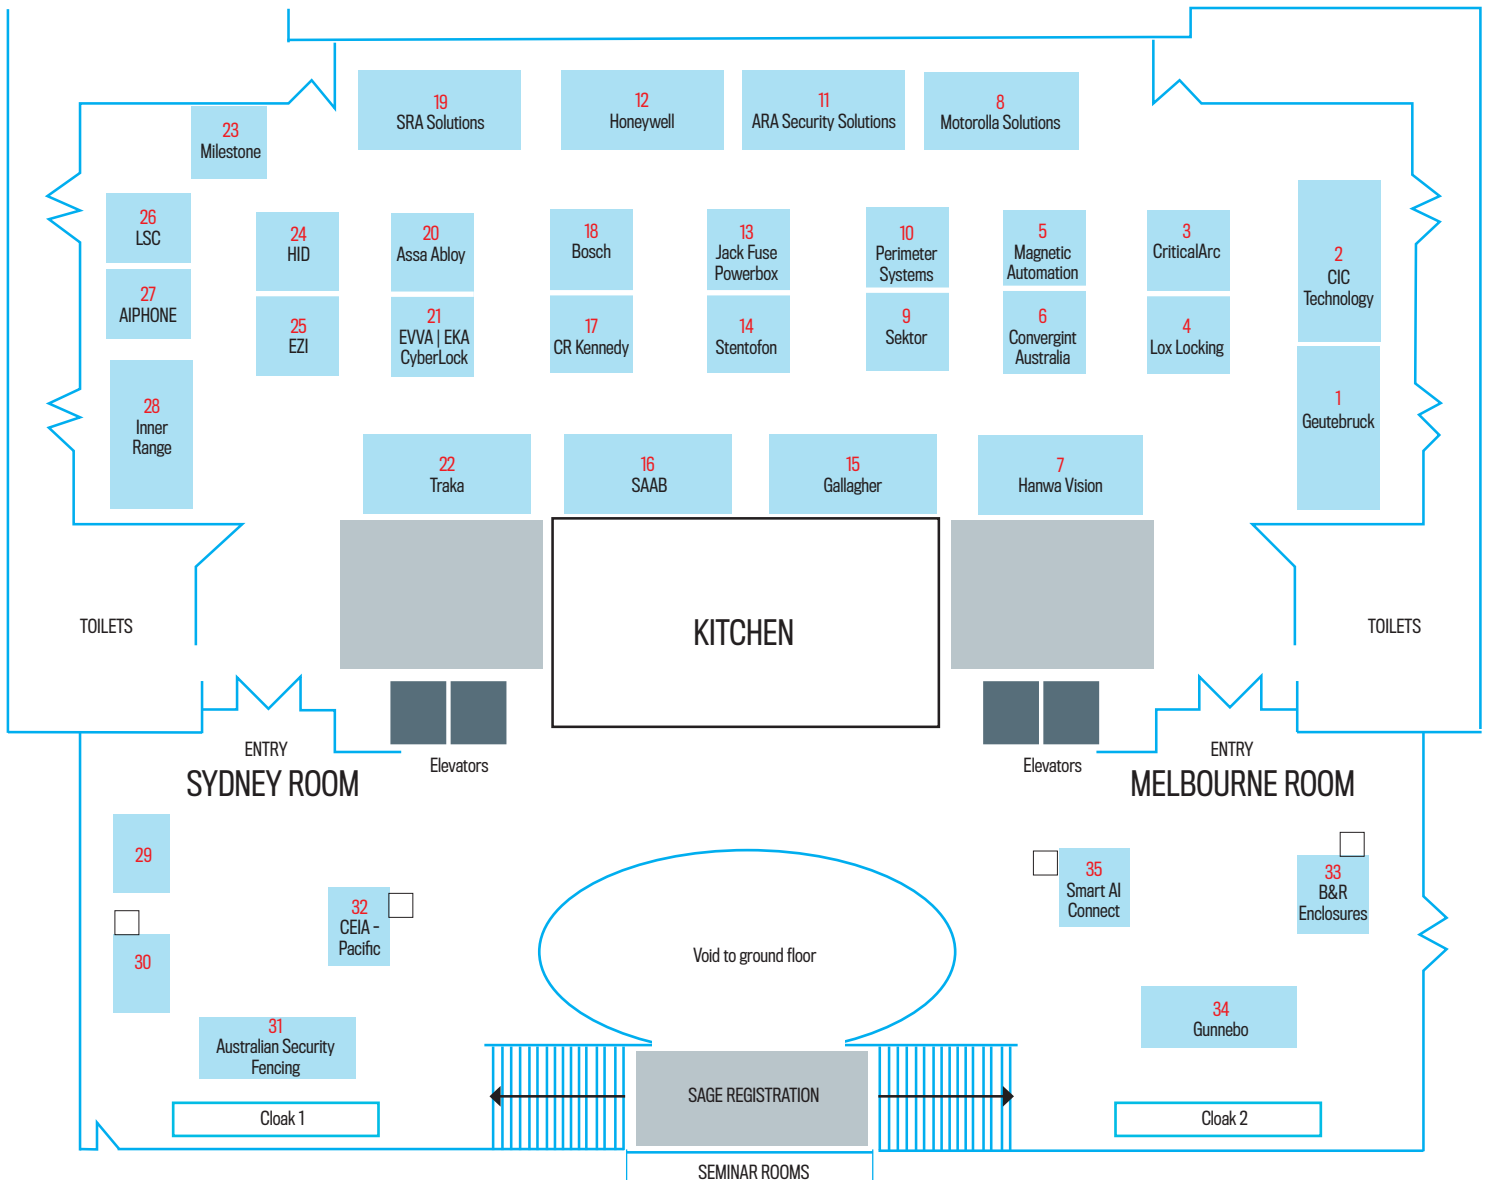 19
SRA Solutions
12
Honeywell
11
ARA Security Solutions
8
Motorolla Solutions
23
Milestone
26
LSC
24
HID
20
Assa Abloy
18
Bosch
13
Jack Fuse
Powerbox
10
Perimeter
Systems
5
Magnetic
Automation
3
CriticalArc
2
CIC
Technology
27
AIPHONE
25
EZI
21
EVVA | EKA
CyberLock
17
CR Kennedy
14
Stentofon
9
Sektor
6
Convergint
Australia
4
Lox Locking
1
Geutebruck
28
Inner
Range
22
Traka
16
SAAB
15
Gallagher
7
Hanwa Vision
TOILETS
KITCHEN
TOILETS
ENTRY
SYDNEY ROOM
Elevators
Elevators
ENTRY
MELBOURNE ROOM
29
30
32
CEIA -
Pacific
31
Australian Security
Fencing
Cloak 1
Void to ground floor
35
Smart AI
Connect
33
B&R
Enclosures
34
Gunnebo
Cloak 2
SAGE REGISTRATION
SEMINAR ROOMS